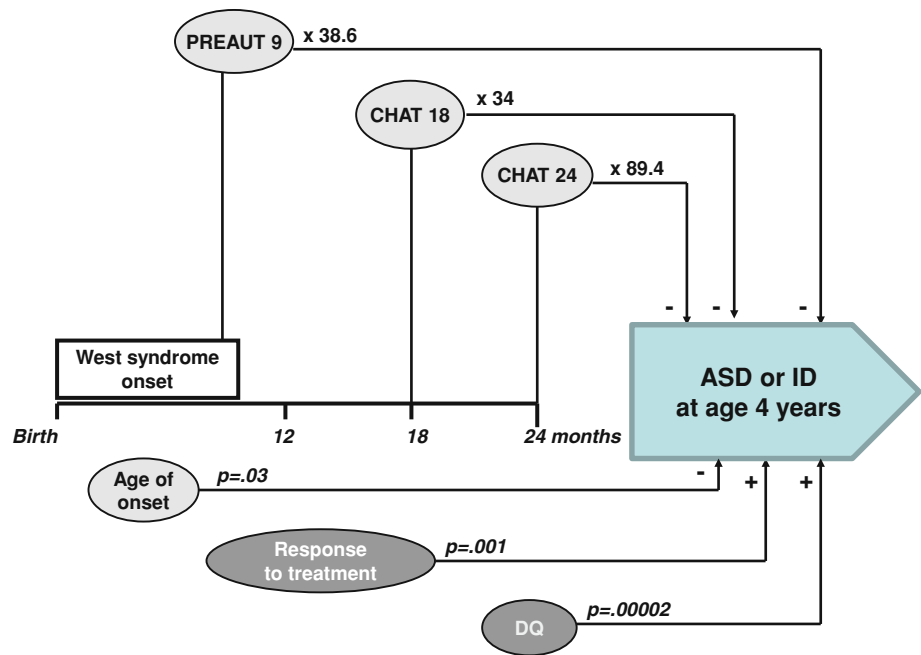 PREAUT 9
x 38.6
CHAT 18
x 34
CHAT 24
x 89.4
- - -
West syndrome
onset
ASD or ID
at age 4 years
Birth 12 18 24 months
Age of
onset
p=.03
- + +
Response
to treatment
p=.001
DQ
p=.00002